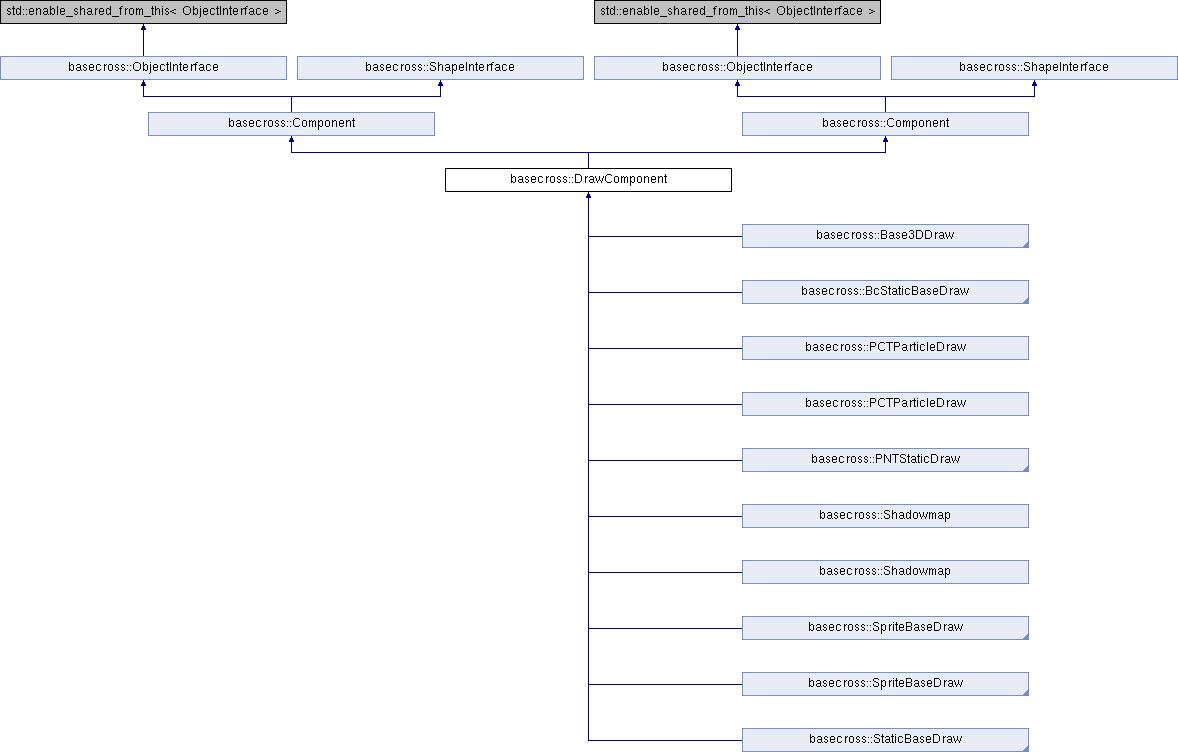 std::enable_shared_from_this< ObjectInterface >
std::enable_shared_from_this< ObjectInterface >
basecross::ObjectInterface
basecross::ShapeInterface
basecross::ObjectInterface
basecross::ShapeInterface
basecross::Component
basecross::Component
basecross::DrawComponent
basecross::Base3DDraw
basecross::BcStaticBaseDraw
basecross::PCTParticleDraw
basecross::PCTParticleDraw
basecross::PNTStaticDraw
basecross::Shadowmap
basecross::Shadowmap
basecross::SpriteBaseDraw
basecross::SpriteBaseDraw
basecross::StaticBaseDraw